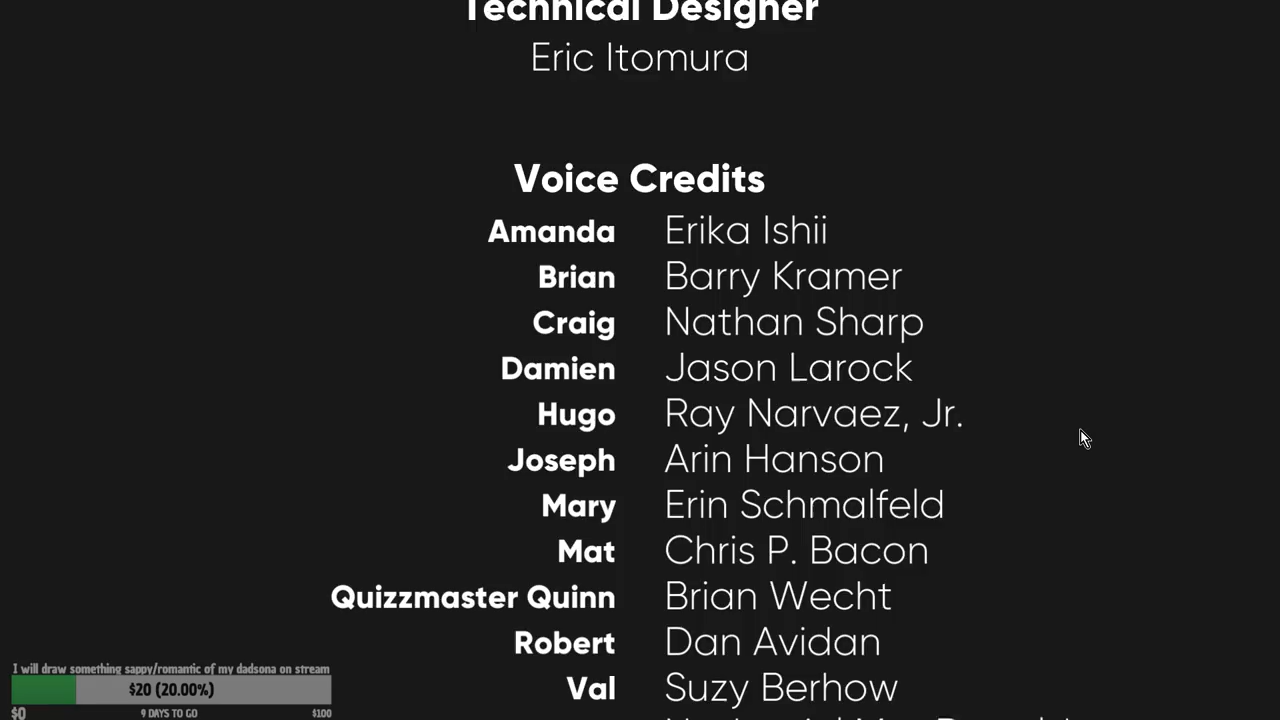 Technical Designer
Eric Itomura
Voice Credits
Amanda Erika Ishii
Brian Barry Kramer
Craig Nathan Sharp
Damien Jason Larock
Hugo Ray Narvaez, Jr.
Joseph Arin Hanson
Mary Erin Schmalfeld
Mat Chris P. Bacon
Quizzmaster Quinn Brian Wecht
Robert Dan Avidan
Val Suzy Berhow
I will draw something sappy/romantic of my dadsona on stream
$20 (20.00%)
$0 9 DAYS TO GO $100